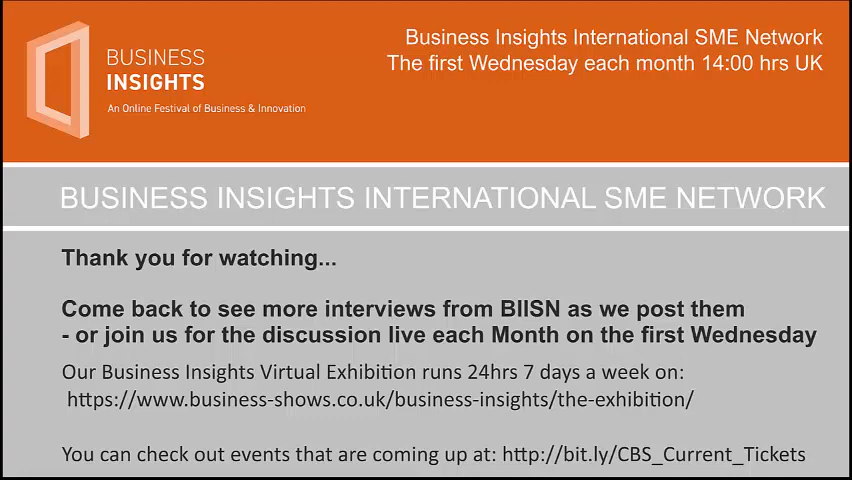 BUSINESS
INSIGHTS
An Online Festival of Business & Innovation
Business Insights International SME Network
The first Wednesday each month 14:00 hrs UK
BUSINESS INSIGHTS INTERNATIONAL SME NETWORK
Thank you for watching...
Come back to see more interviews from BIISN as we post them
- or join us for the discussion live each Month on the first Wednesday
Our Business Insights Virtual Exhibition runs 24hrs 7 days a week on:
https://www.business-shows.co.uk/business-insights/the-exhibition/
You can check out events that are coming up at: http://bit.ly/CBS_Current_Tickets